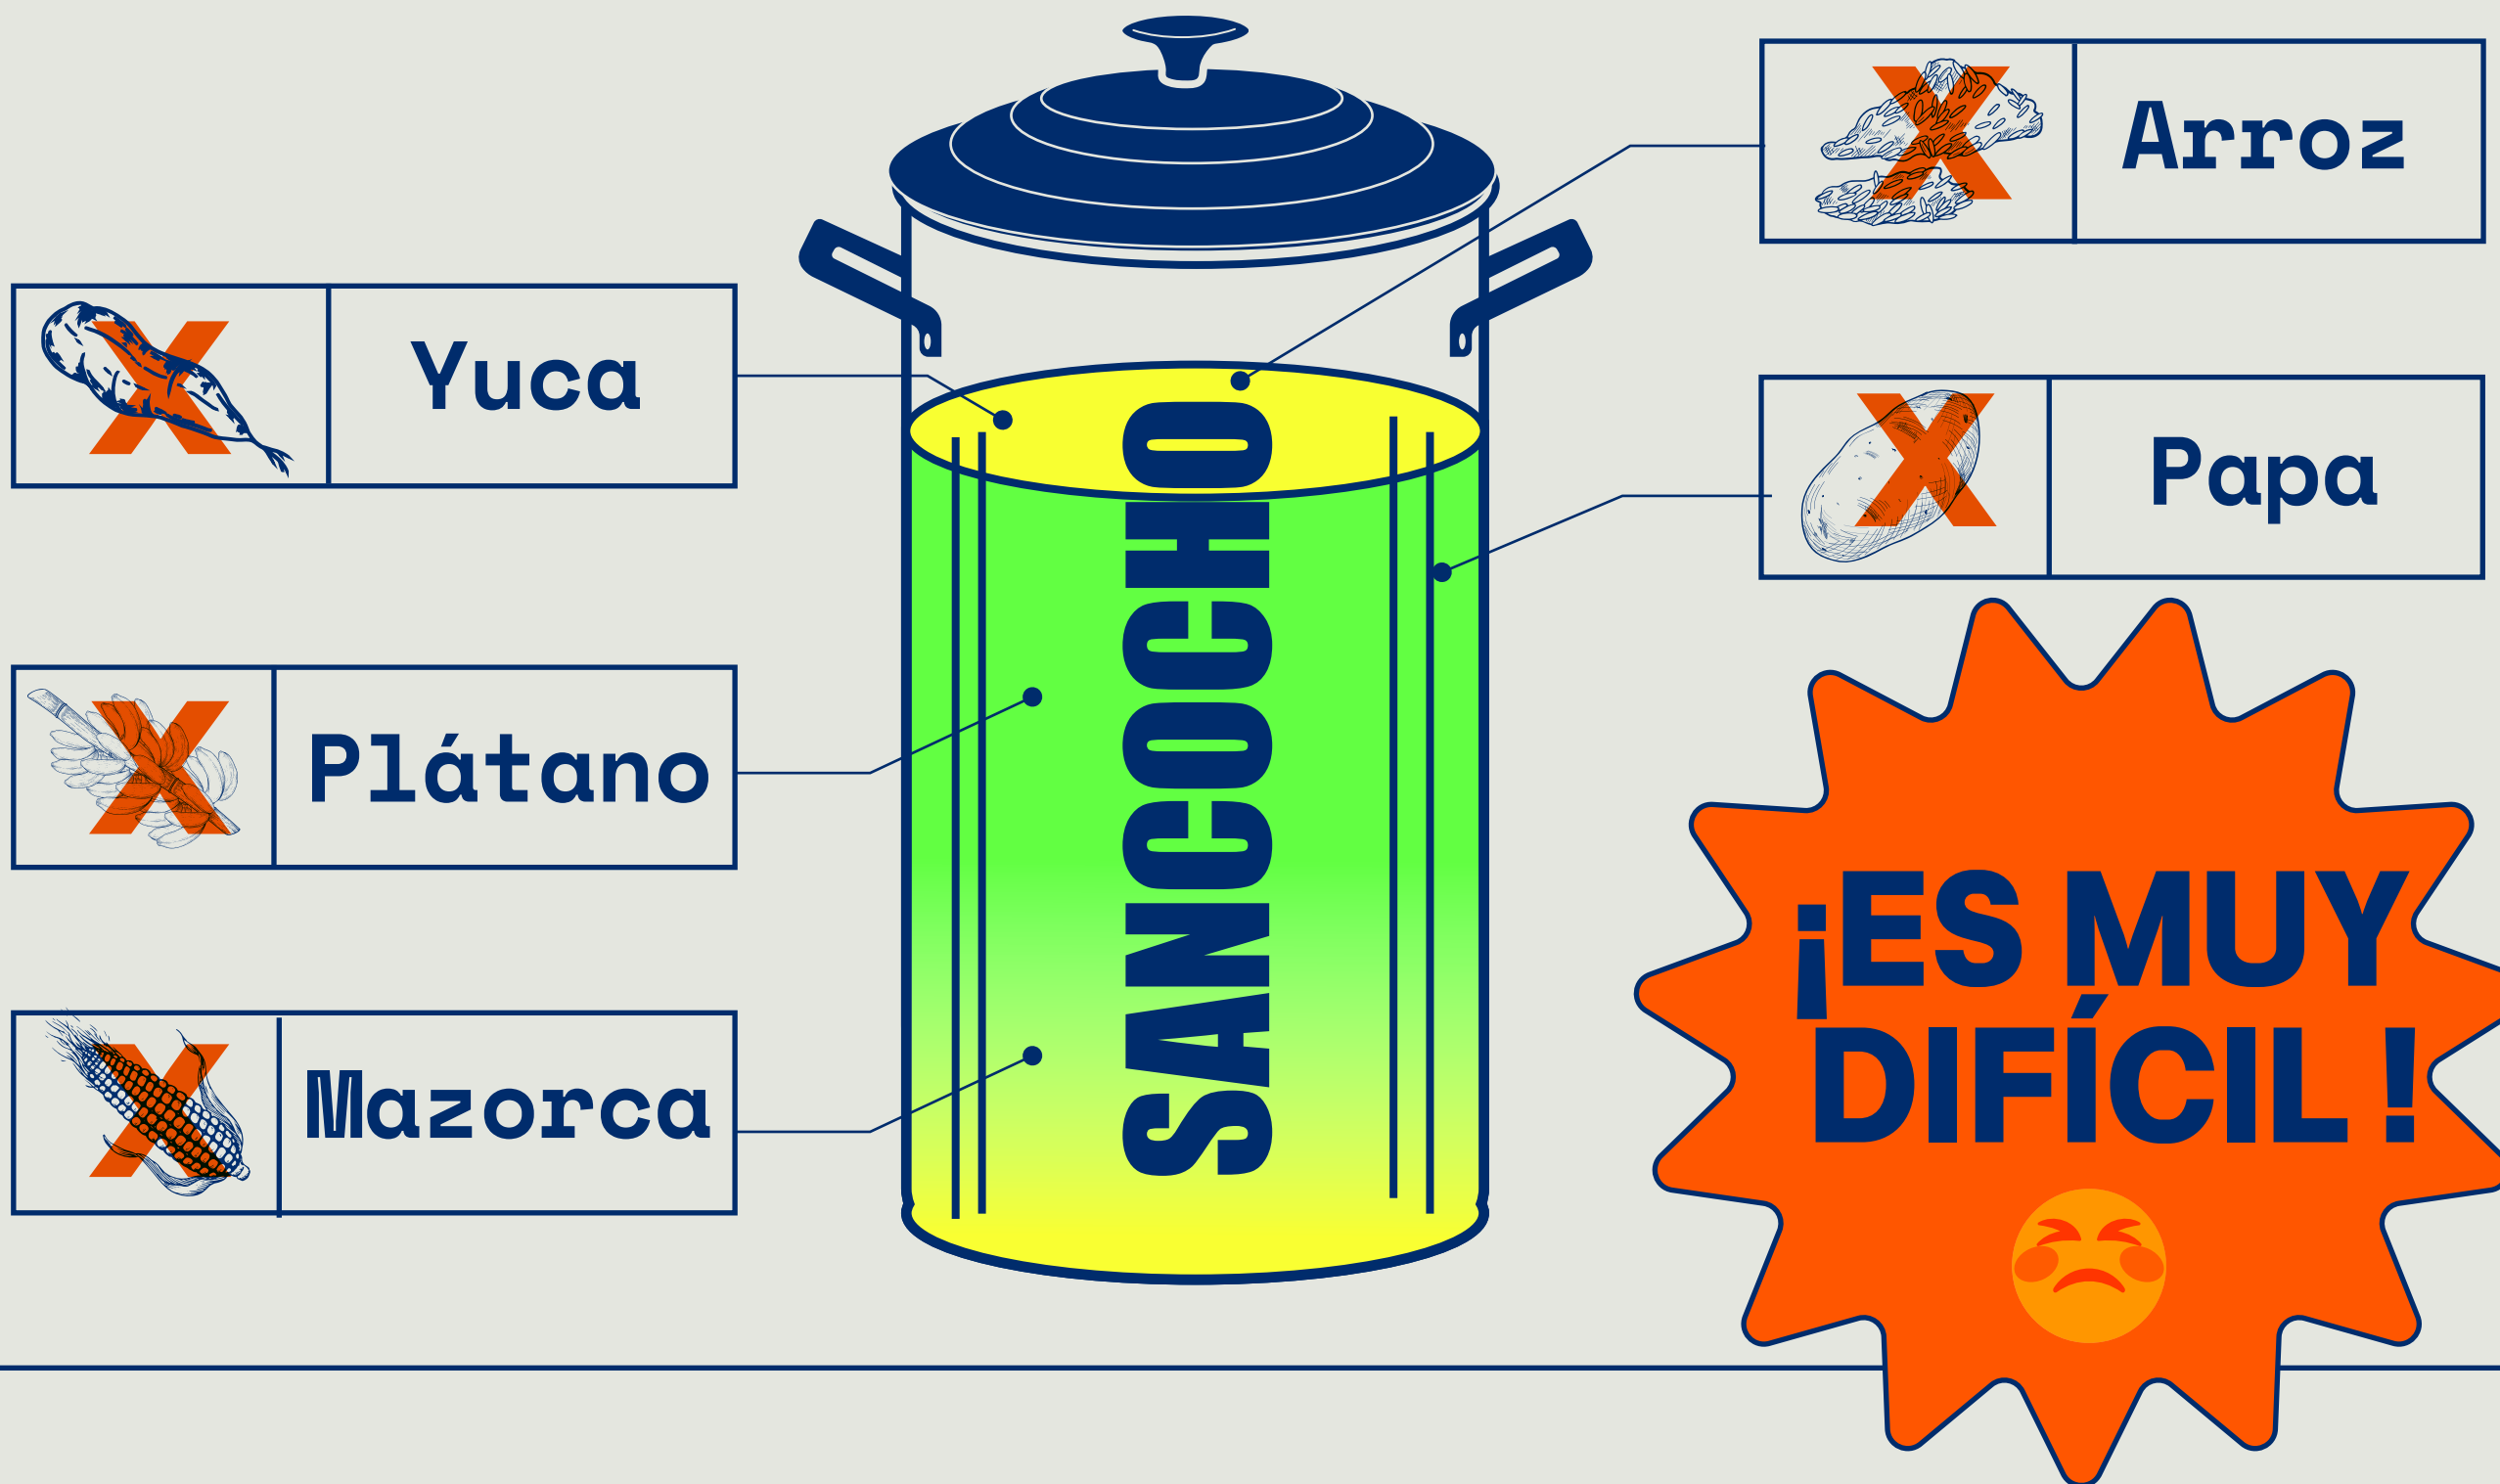 Yuca
Plátano
Mazorca
SANCOCHO
Arroz
Papa
¡ES MUY
DIFÍCIL!